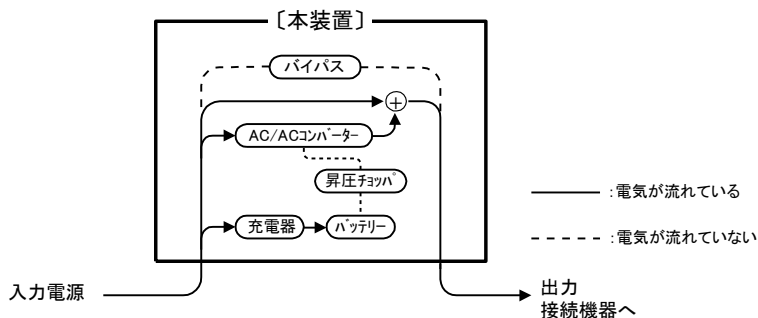 〔本装置〕
バイパス
+
AC/ACコンバーター
昇圧チョッパ
充電器
バッテリー
:電気が流れている
:電気が流れていない
入力電源
出力
接続機器へ